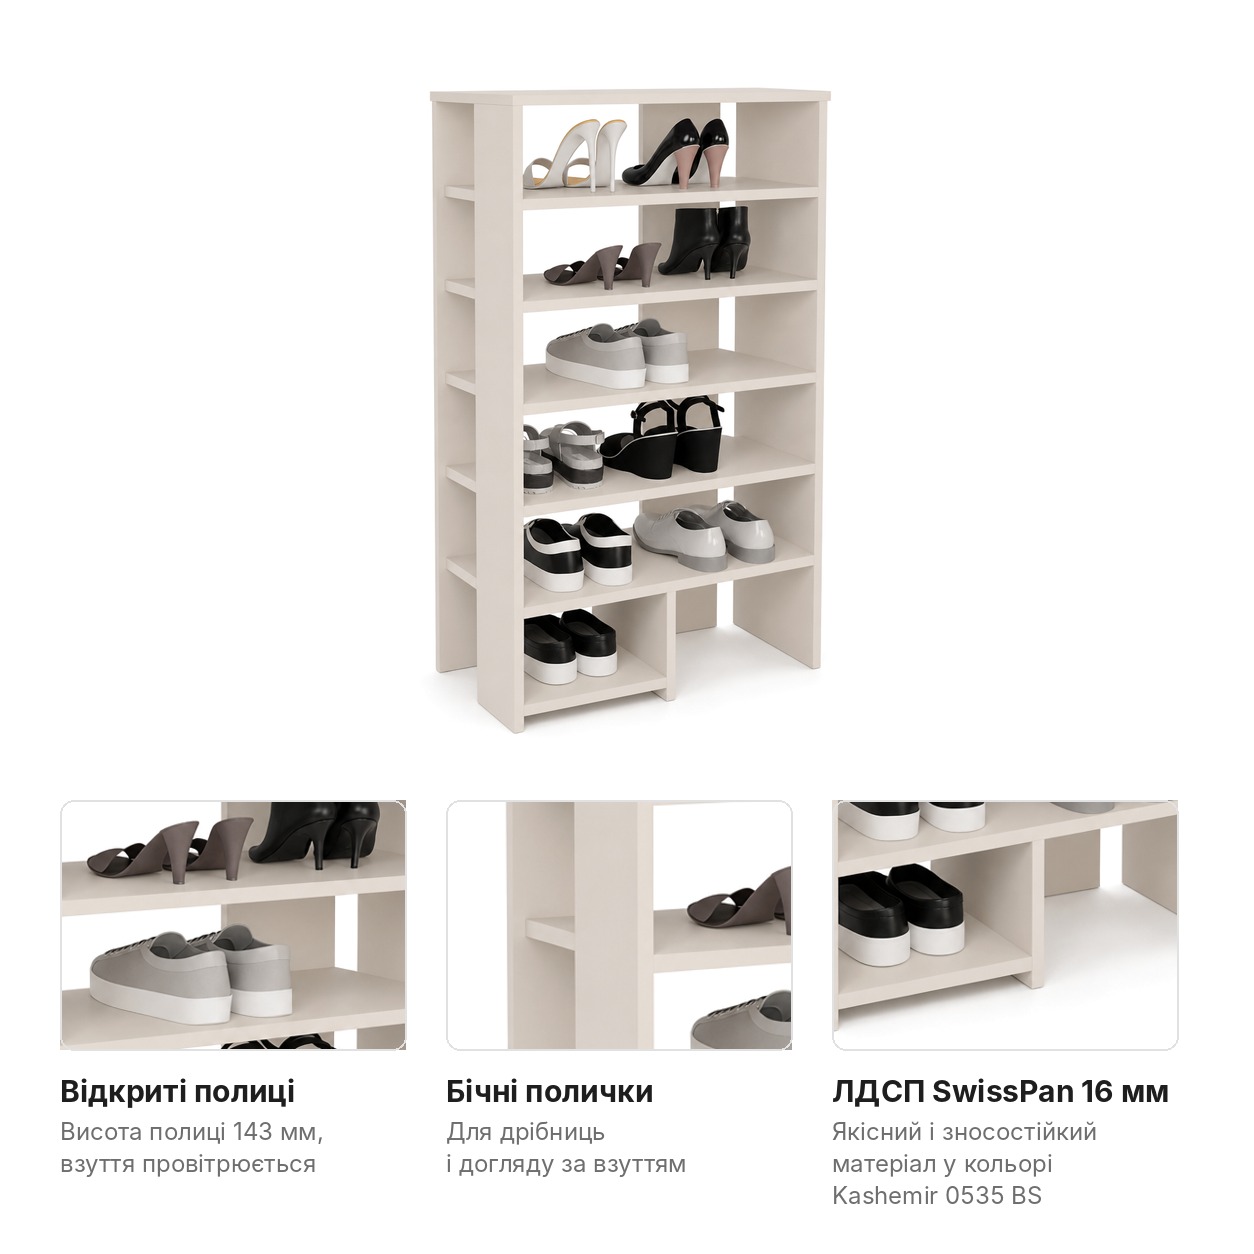 Відкриті полиці
Висота полиці 143 мм,
взуття провітрюється
Бічні полички
Для дрібниць
і догляду за взуттям
ЛДСП SwissPan 16 мм
Якісний і зносостійкий
матеріал у кольорі
Kashemir 0535 BS